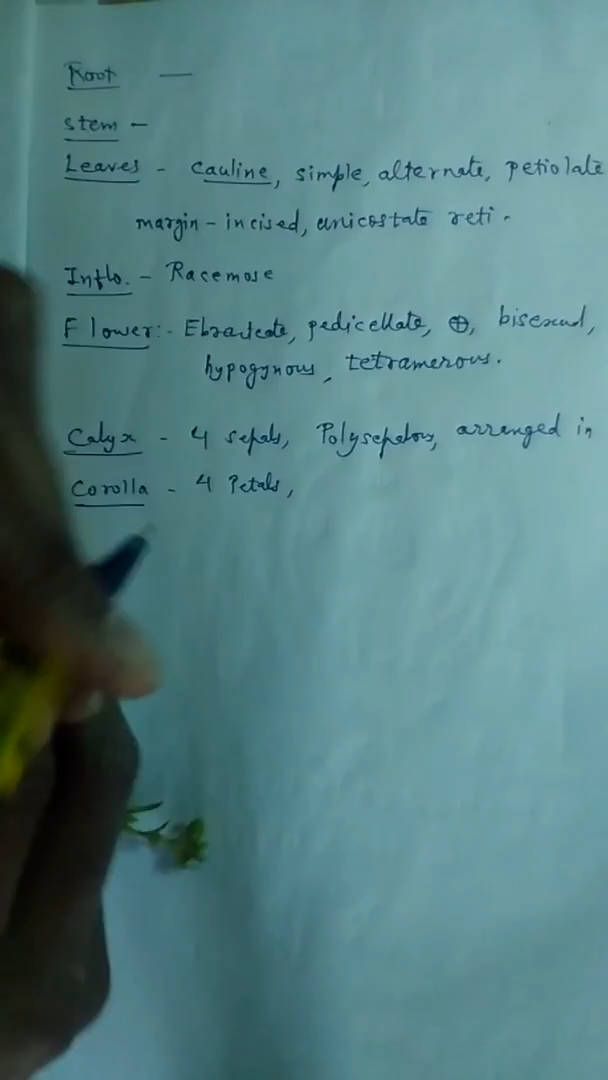 Root —
Stem -
Leaves - cauline, simple, alternate, petiolate
margin - incised, unicostate reti.
Inflo. - Racemose
Flower:- Ebracteate, pedicellate, ⊕, bisexual,
hypogynous, tetramerous.
Calyx - 4 sepals, Polysepalous, arranged in
Corolla - 4 Petals,